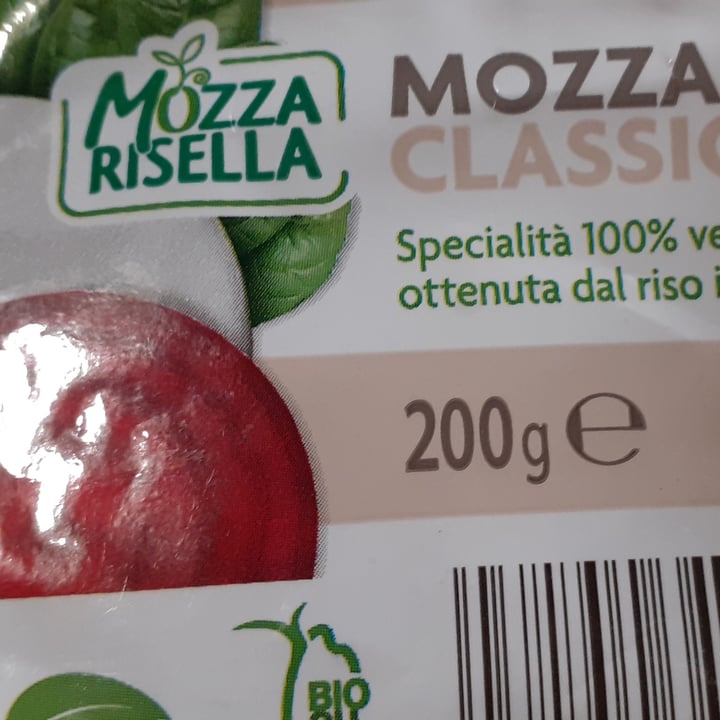 MOZZA
RISELLA
MOZZA
CLASSIC
Specialità 100% ve
ottenuta dal riso i
200g e
BIO